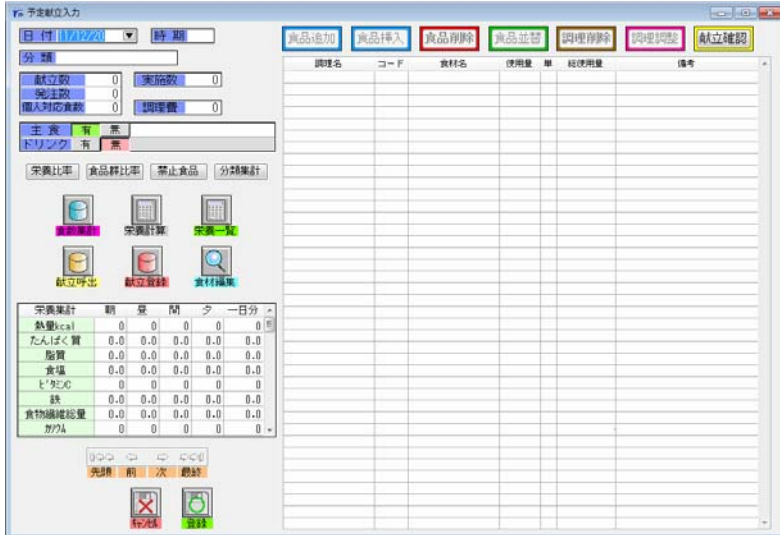 予定献立入力
日付 11/12/20 時期
分類
献立数 0 実施数 0
発注数 0
個人対応食数 0 調理費 0
主食 有 無
ドリンク 有 無
栄養比率 食品群比率 禁止食品 分類集計
食数集計 栄養計算 栄養一覧
献立呼出 献立登録 食材編集
栄養集計 朝 昼 間 夕 一日分
熱量kcal 0 0 0 0 0
たんぱく質 0.0 0.0 0.0 0.0 0.0
脂質 0.0 0.0 0.0 0.0 0.0
食塩 0.0 0.0 0.0 0.0 0.0
ビタミンC 0 0 0 0 0
鉄 0.0 0.0 0.0 0.0 0.0
食物繊維総量 0.0 0.0 0.0 0.0 0.0
カリウム 0 0 0 0 0
先頭 前 次 最終
キャンセル 登録
食品追加 食品挿入 食品削除 食品並替 調理削除 調理調整 献立確認
調理名 コード 食材名 使用量 単 総使用量 備考